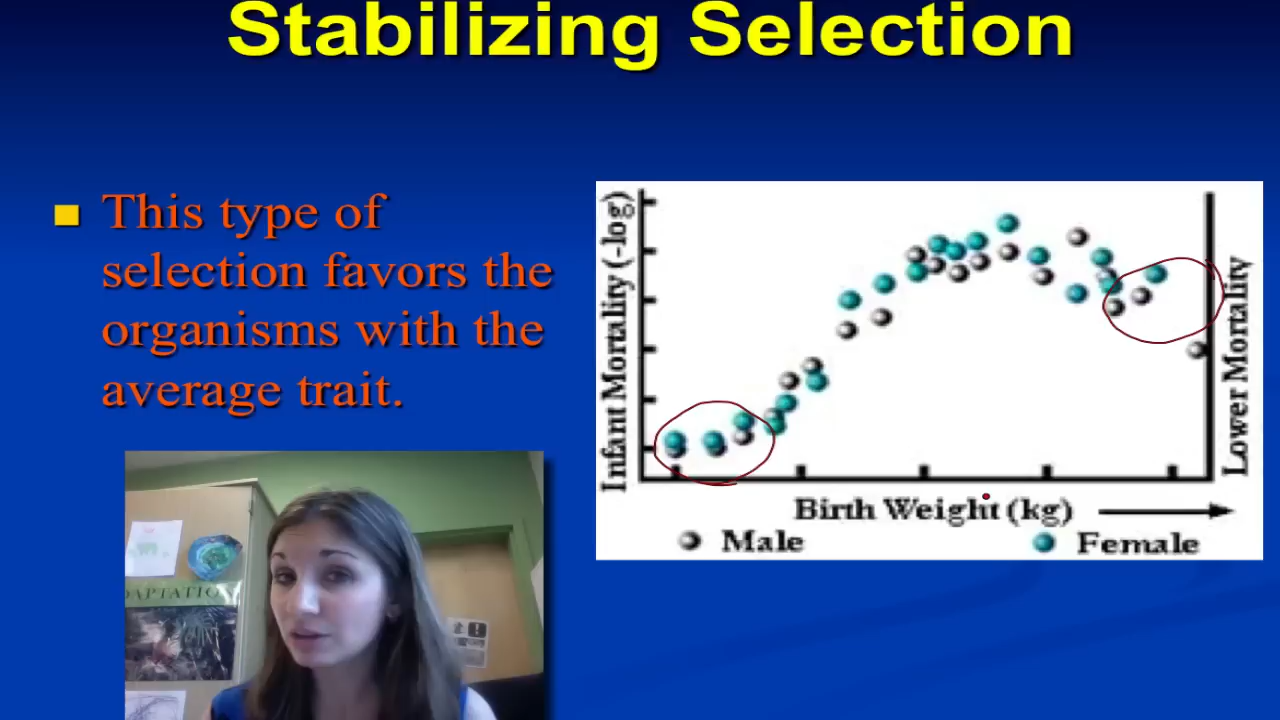 Stabilizing Selection
This type of
selection favors the
organisms with the
average trait.
Infant Mortality (-log)
Lower Mortality
Birth Weight (kg)
Male
Female
DAPTATIO